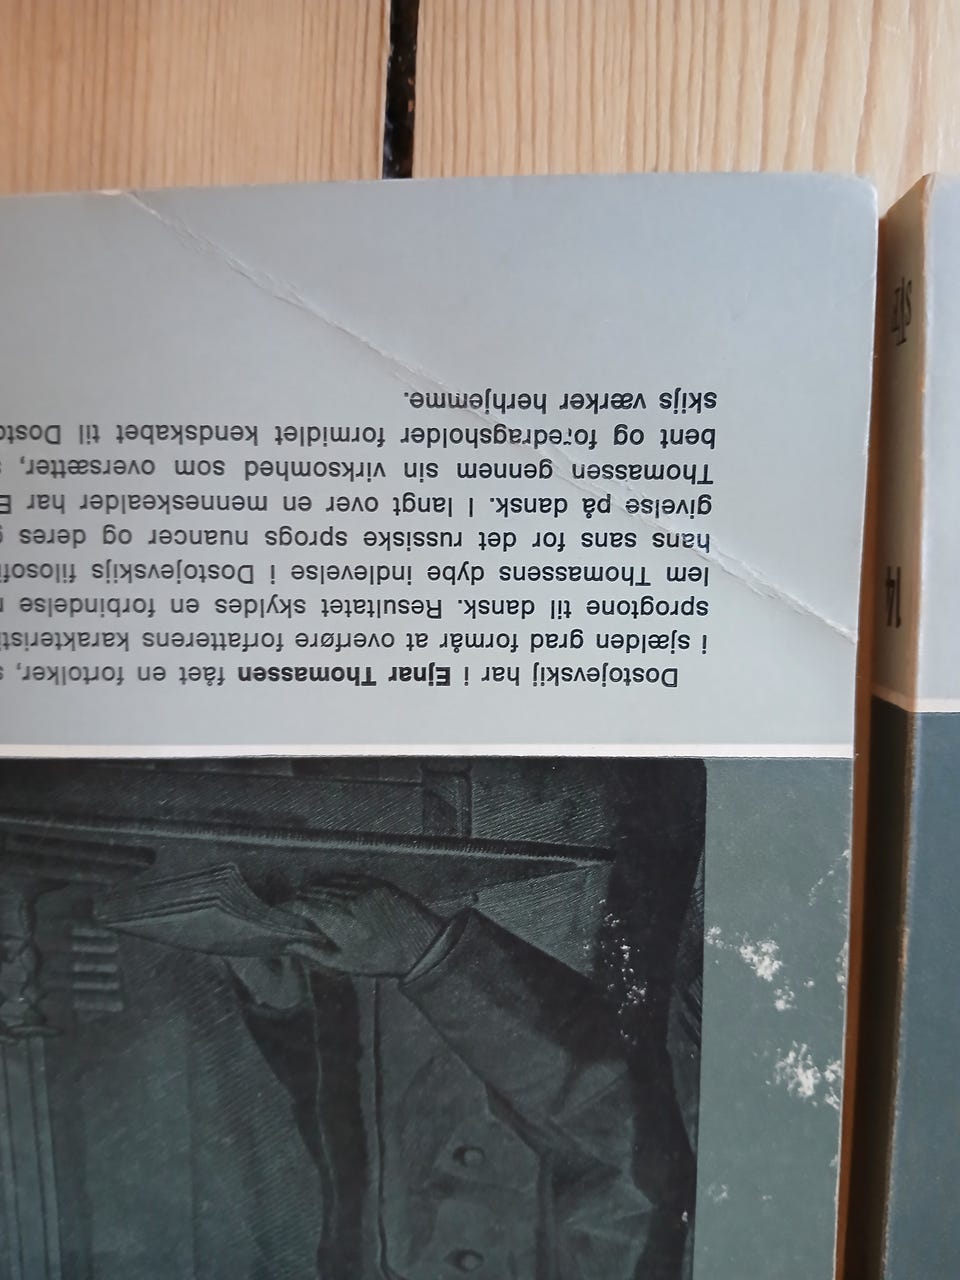 Dostojevskij har i Ejnar Thomassen fået en fortolker,
i sjælden grad formår at overføre forfatterens karakteristi
sprogtone til dansk. Resultatet skyldes en forbindelse
lem Thomassens dybe indlevelse i Dostojevskijs filosofi
hans sans for det russiske sprogs nuancer og deres
givelse på dansk. I langt over en menneskealder har E
Thomassen gennem sin virksomhed som oversætter,
bent og foredragsholder formidlet kendskabet til Dosto
skijs værker herhjemme.
14